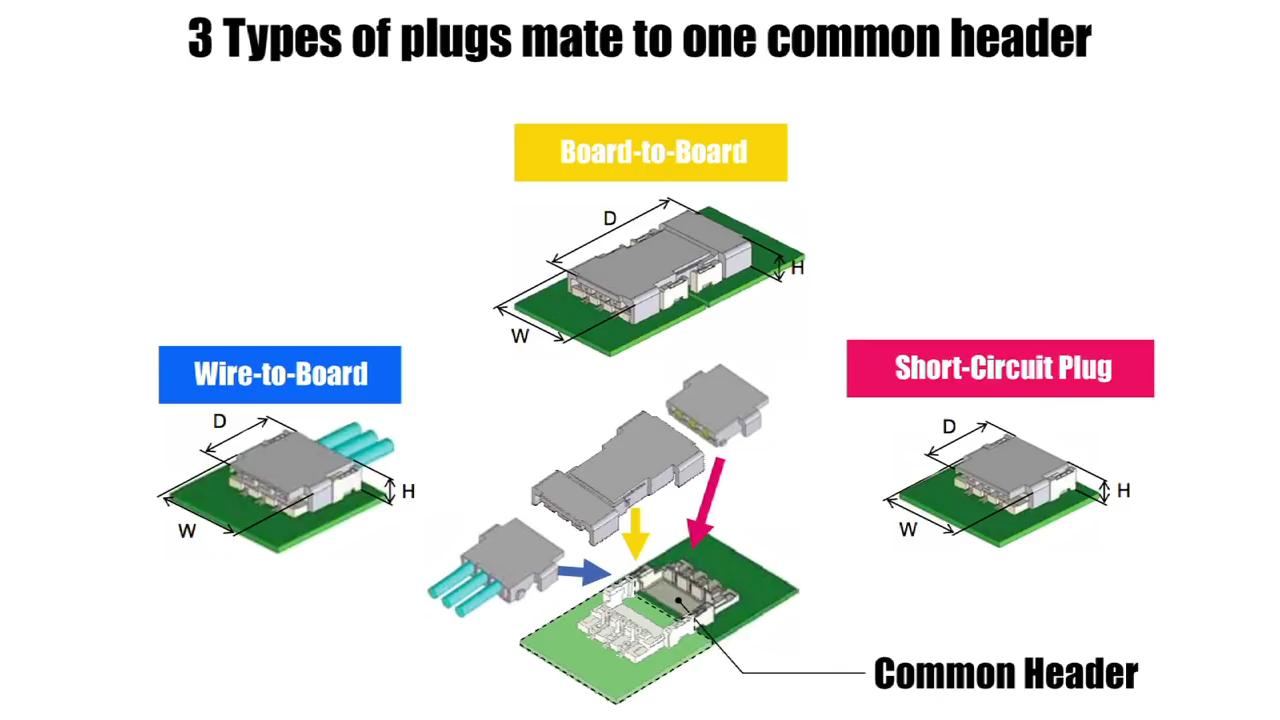 3 Types of plugs mate to one common header
Board-to-Board
D
H
W
Wire-to-Board
D
H
W
Short-Circuit Plug
D
H
W
Common Header